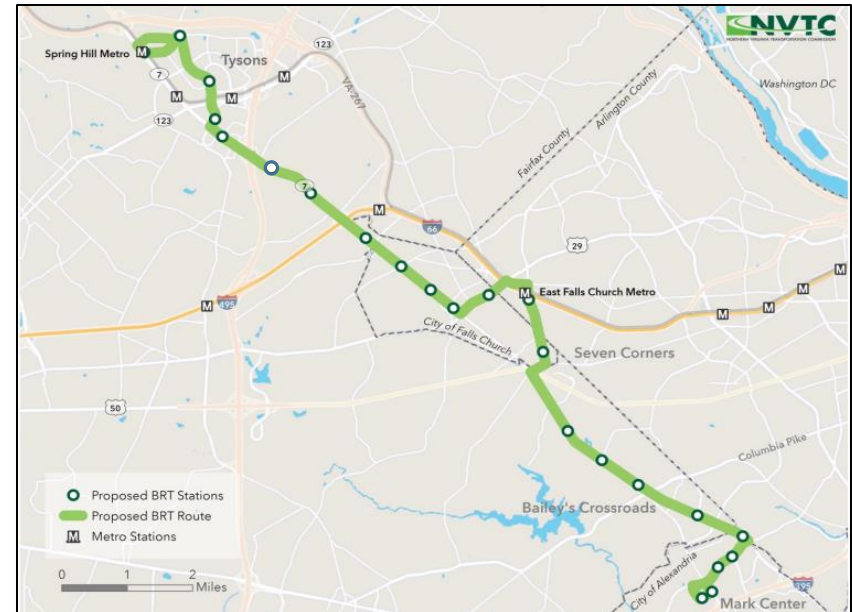 NVTC
NORTHERN VIRGINIA TRANSPORTATION COMMISSION
123
Spring Hill Metro
M
Tysons
7
M
M
M
123
VA-267
Washington DC
Fairfax County
Arlington County
7
M
66
29
M
East Falls Church Metro
M
M
M
M
M
495
City of Falls Church
Seven Corners
50
Columbia Pike
Proposed BRT Stations
Proposed BRT Route
M Metro Stations
Bailey's Crossroads
0 1 2
Miles
City of Alexandria
395
Mark Center